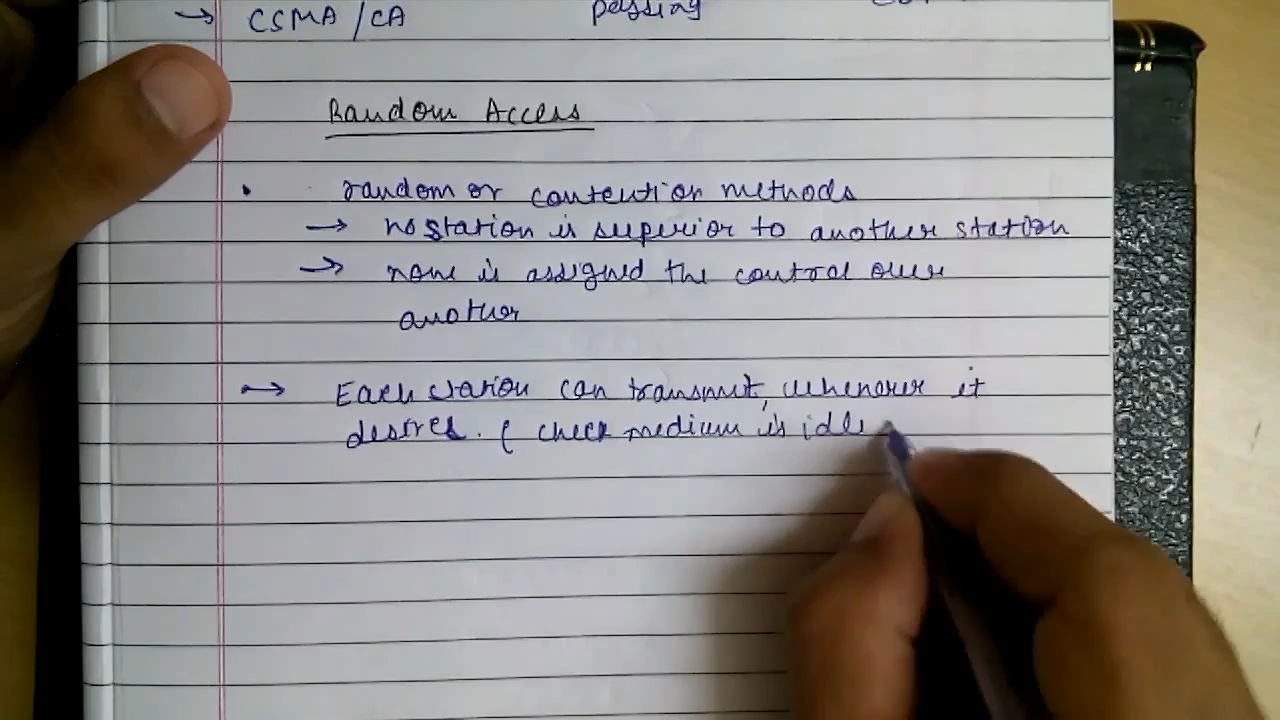 → CSMA/CA passing
Random Access
• random or contention methods
→ no station is superior to another station
→ none is assigned the control over
another
→ Each station can transmit, whenever it
desires. ( check medium is idle